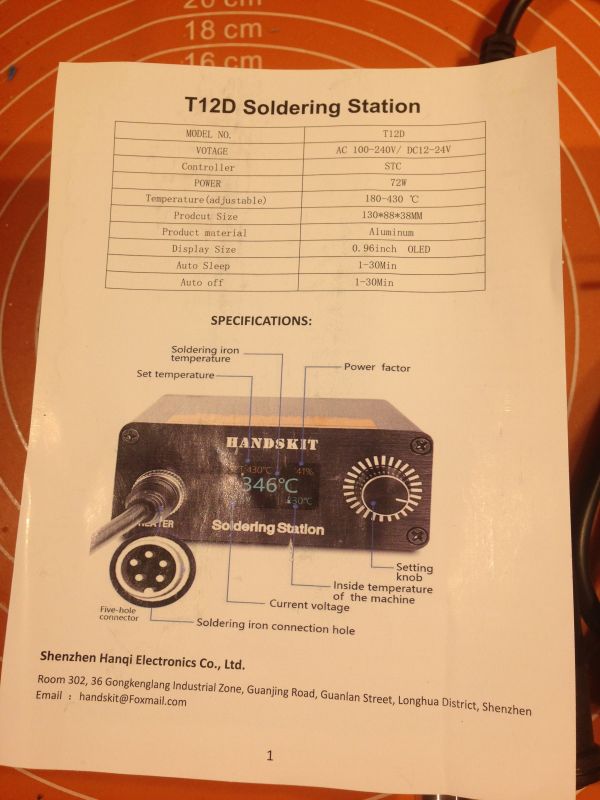 20 cm
18 cm
16 cm
T12D Soldering Station
MODEL NO. T12D
VOTAGE AC 100-240V/ DC12-24V
Controller STC
POWER 72W
Temperature(adjustable) 180-430 ℃
Prodcut Size 130*88*38MM
Product material Aluminum
Display Size 0.96inch OLED
Auto Sleep 1-30Min
Auto off 1-30Min
SPECIFICATIONS:
Soldering iron
temperature
Set temperature
Power factor
HANDSKIT
430℃ 41%
346℃
30℃
Soldering Station
Setting
knob
Inside temperature
of the machine
Current voltage
Five-hole
connector
Soldering iron connection hole
Shenzhen Hanqi Electronics Co., Ltd.
Room 302, 36 Gongkenglang Industrial Zone, Guanjing Road, Guanlan Street, Longhua District, Shenzhen
Email : handskit@Foxmail.com
1